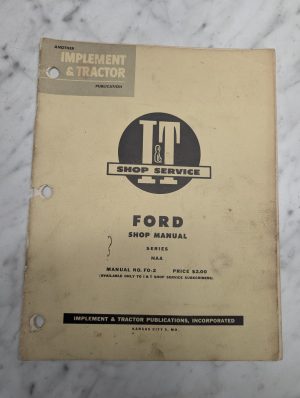 ANOTHER
IMPLEMENT
& TRACTOR
PUBLICATION
I&T
SHOP SERVICE
FORD
SHOP MANUAL
SERIES
NAA
MANUAL NO. FO-2 PRICE $2.00
(AVAILABLE ONLY TO I & T SHOP SERVICE SUBSCRIBERS)
IMPLEMENT & TRACTOR PUBLICATIONS, INCORPORATED
KANSAS CITY 5, MO.